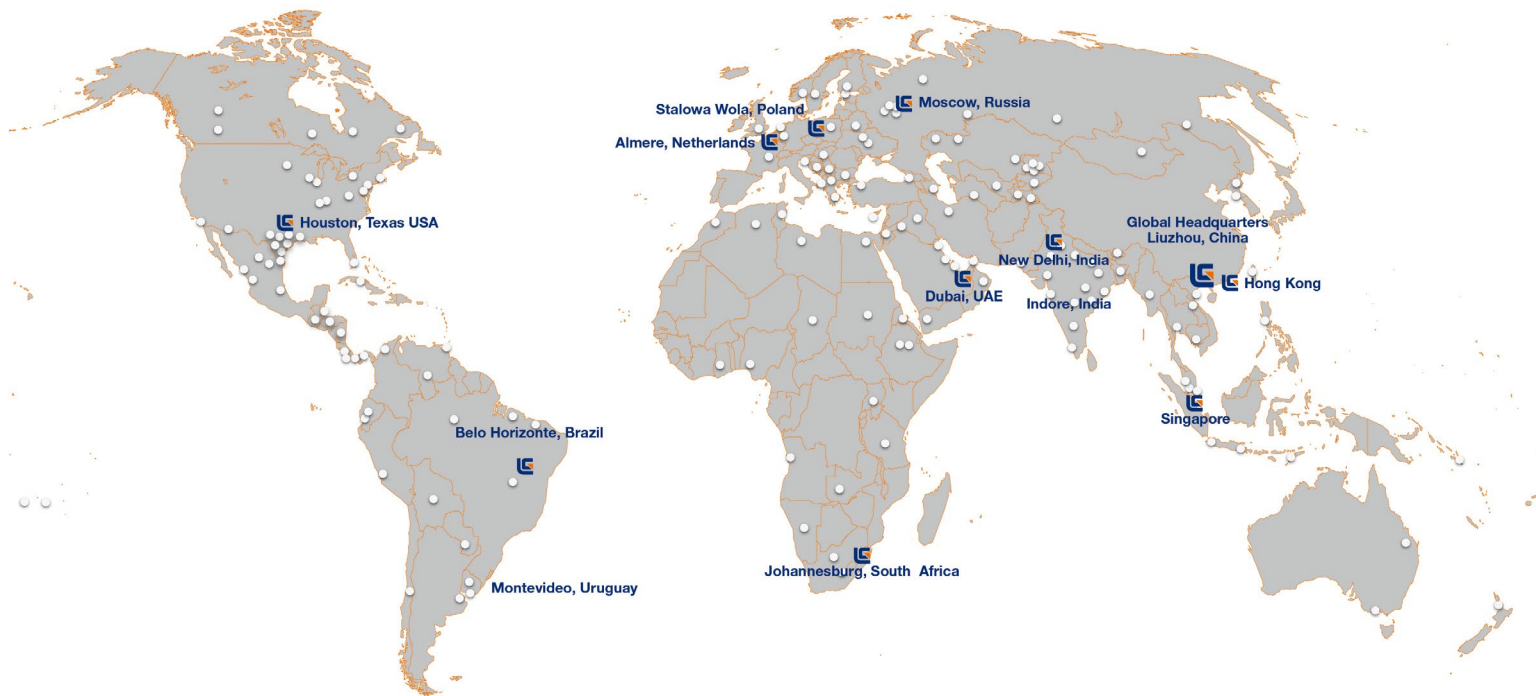 Stalowa Wola, Poland
Moscow, Russia
Almere, Netherlands
Houston, Texas USA
Global Headquarters
Liuzhou, China
New Delhi, India
Hong Kong
Dubai, UAE
Indore, India
Singapore
Belo Horizonte, Brazil
Johannesburg, South Africa
Montevideo, Uruguay